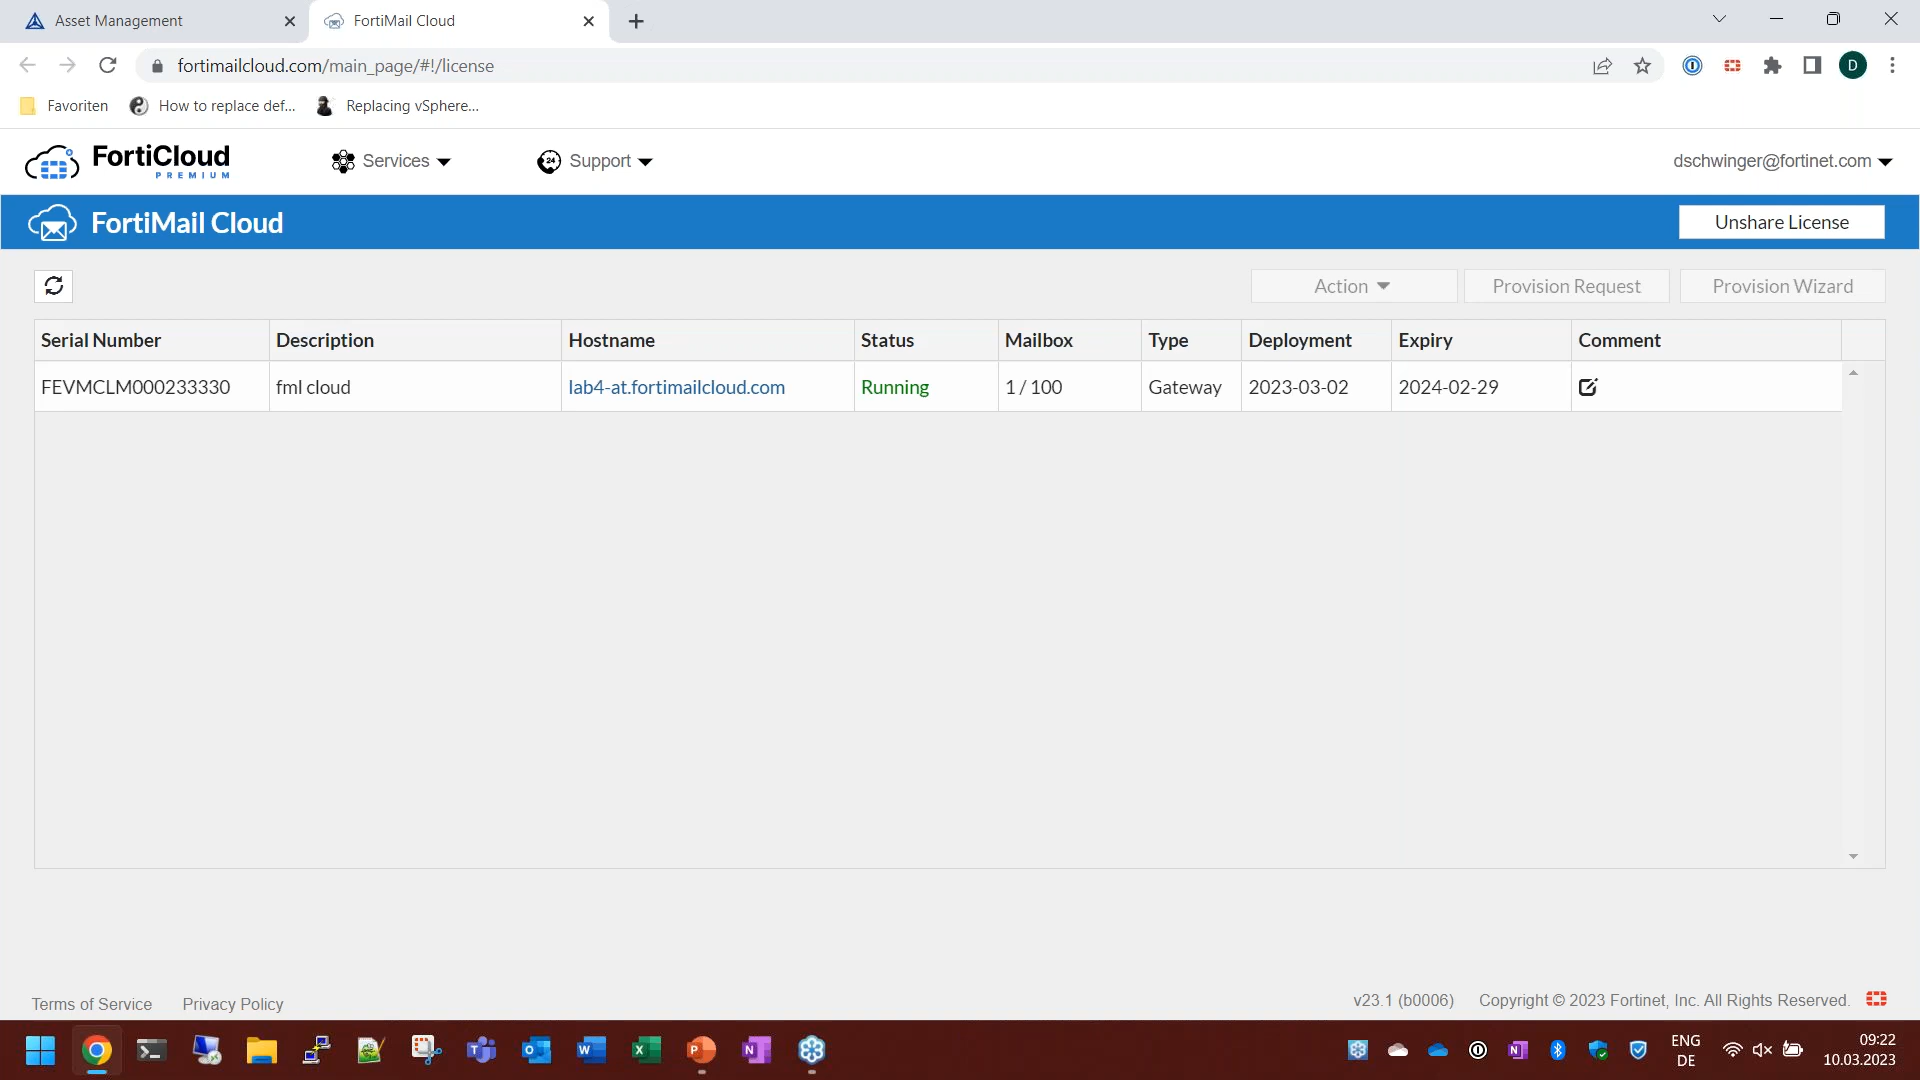 Asset Management
FortiMail Cloud
fortimailcloud.com/main_page/#!/license
D
Favoriten
How to replace def...
Replacing vSphere...
FortiCloud
PREMIUM
Services
24
Support
dschwinger@fortinet.com
FortiMail Cloud
Unshare License
Action
Provision Request
Provision Wizard
Serial Number Description Hostname Status Mailbox Type Deployment Expiry Comment
FEVMCLM000233330 fml cloud lab4-at.fortimailcloud.com Running 1 / 100 Gateway 2023-03-02 2024-02-29
Terms of Service Privacy Policy
v23.1 (b0006) Copyright © 2023 Fortinet, Inc. All Rights Reserved.
ENG
DE
09:22
10.03.2023